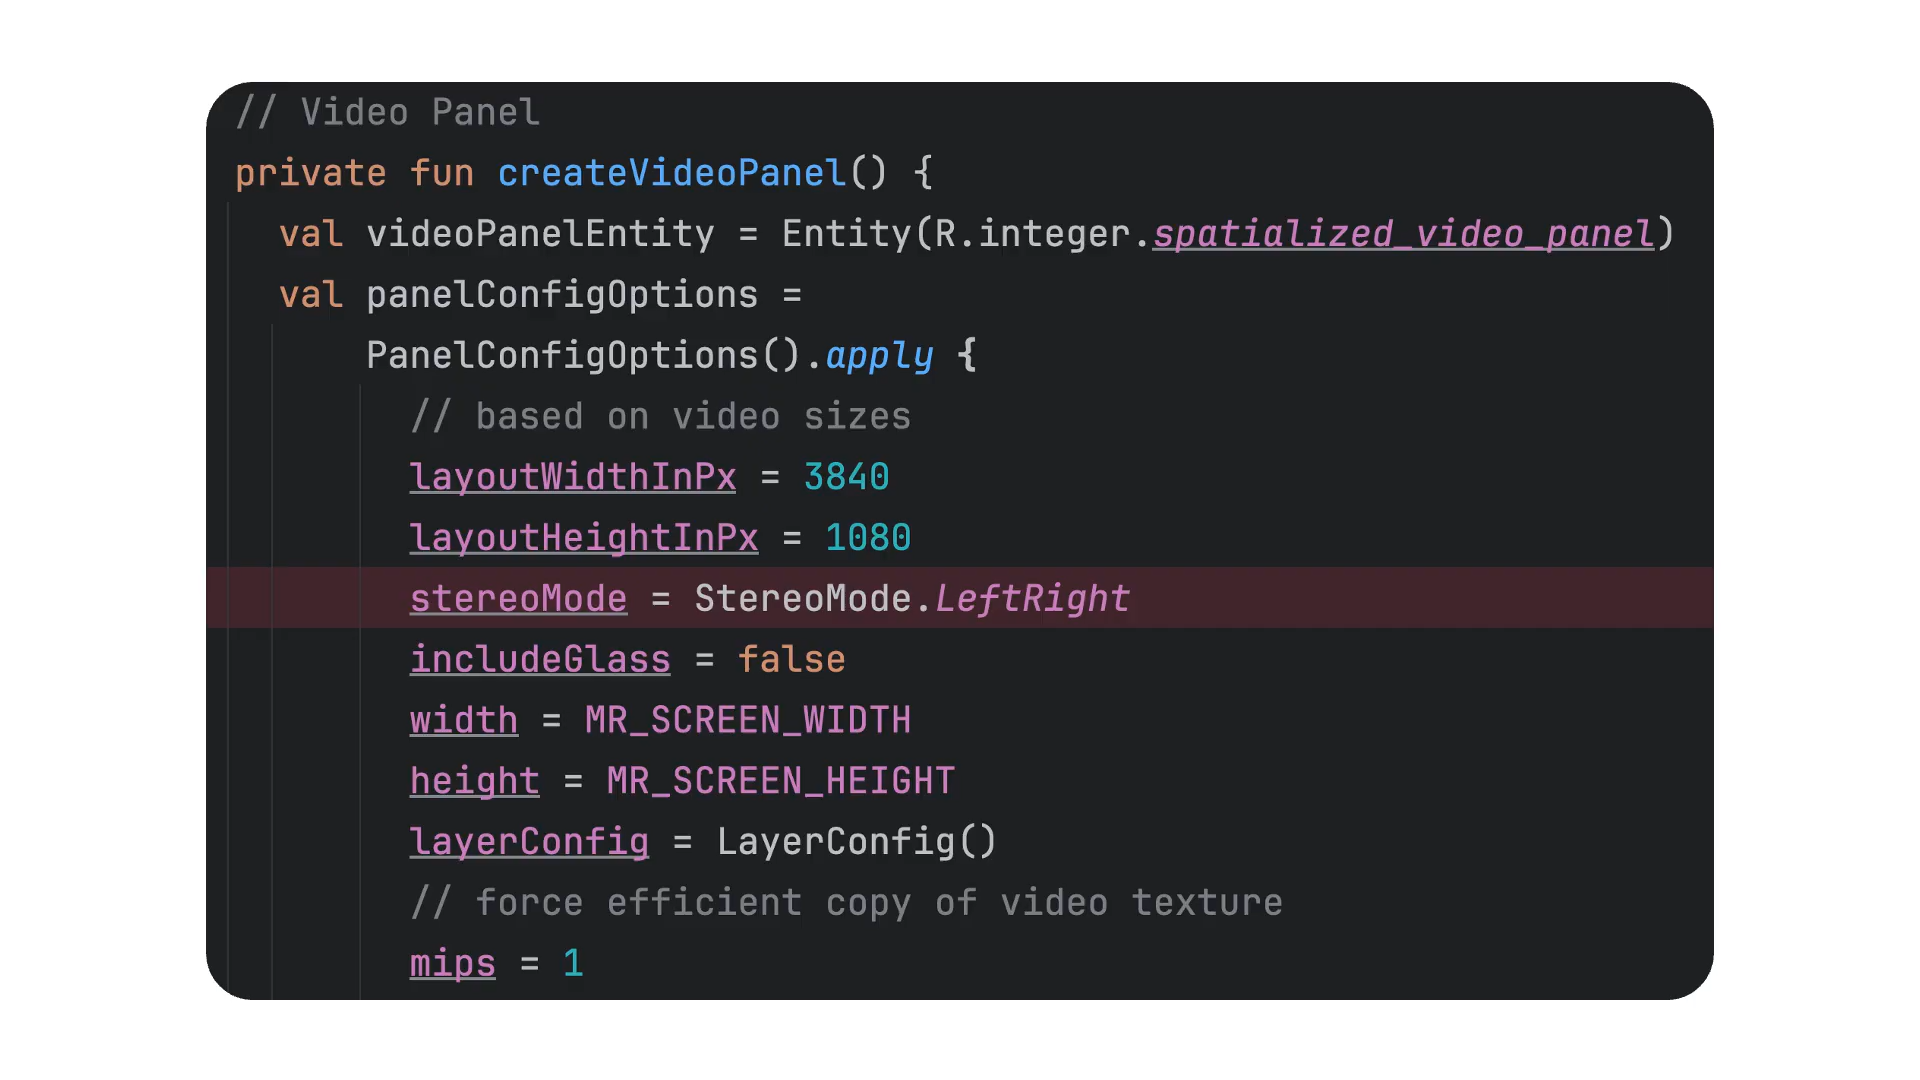 // Video Panel
private fun createVideoPanel() {
val videoPanelEntity = Entity(R.integer.spatialized_video_panel)
val panelConfigOptions =
PanelConfigOptions().apply {
// based on video sizes
layoutWidthInPx = 3840
layoutHeightInPx = 1080
stereoMode = StereoMode.LeftRight
includeGlass = false
width = MR_SCREEN_WIDTH
height = MR_SCREEN_HEIGHT
layerConfig = LayerConfig()
// force efficient copy of video texture
mips = 1